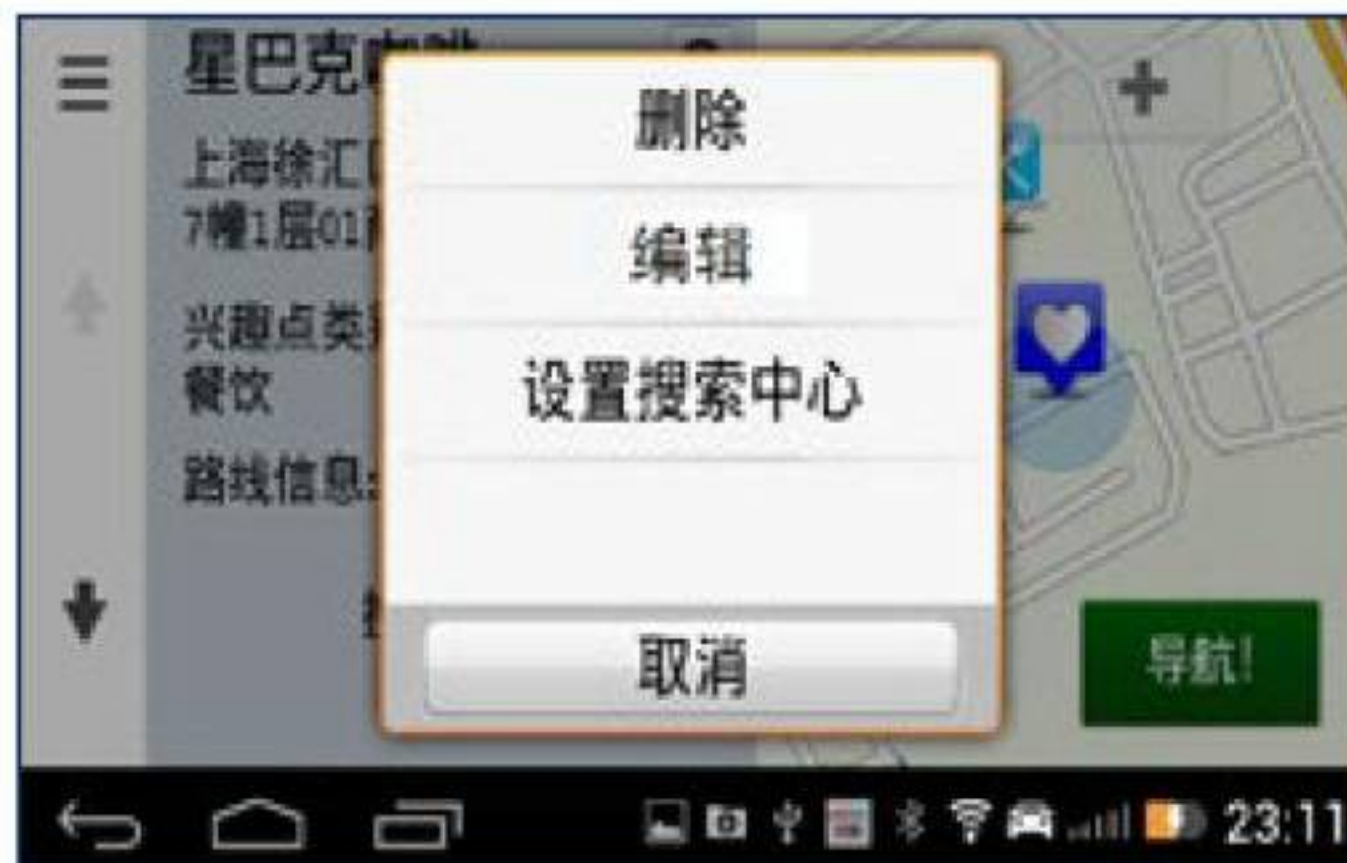 星巴克
上海徐汇
7幢1层01
兴趣点类
餐饮
路线信息:
删除
编辑
设置搜索中心
取消
导航!
23:11